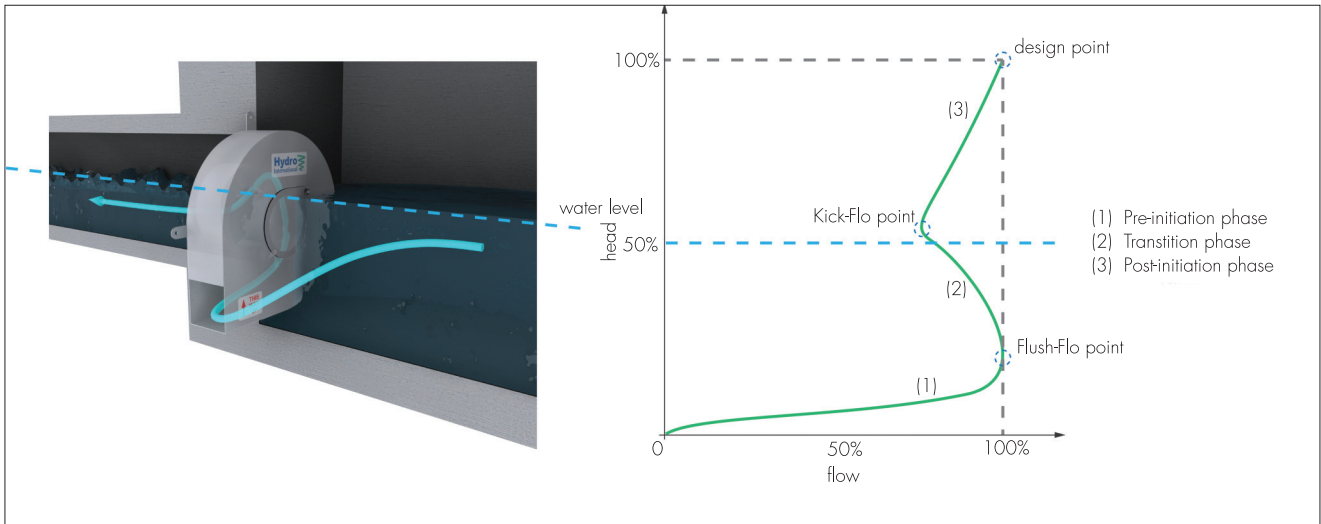 Hydro
International
water level
head
100%
50%
0
50%
100%
flow
design point
Kick-Flo point
Flush-Flo point
(1)
(2)
(3)
(1) Pre-initiation phase
(2) Transtition phase
(3) Post-initiation phase